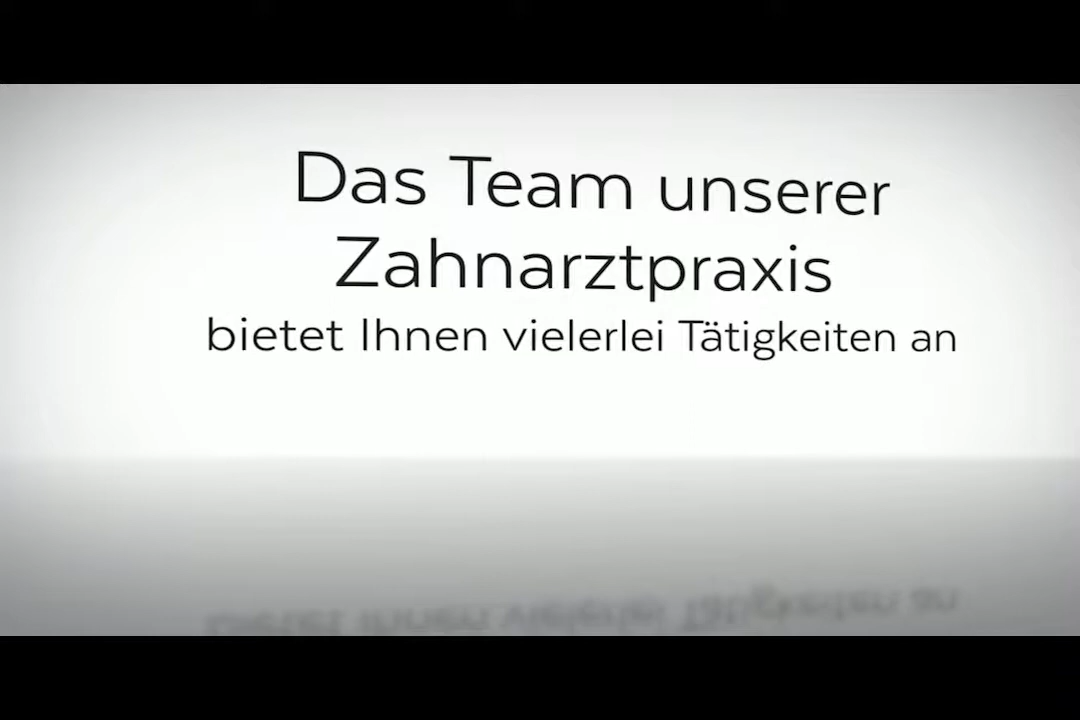 Das Team unserer
Zahnarztpraxis
bietet Ihnen vielerlei Tätigkeiten an